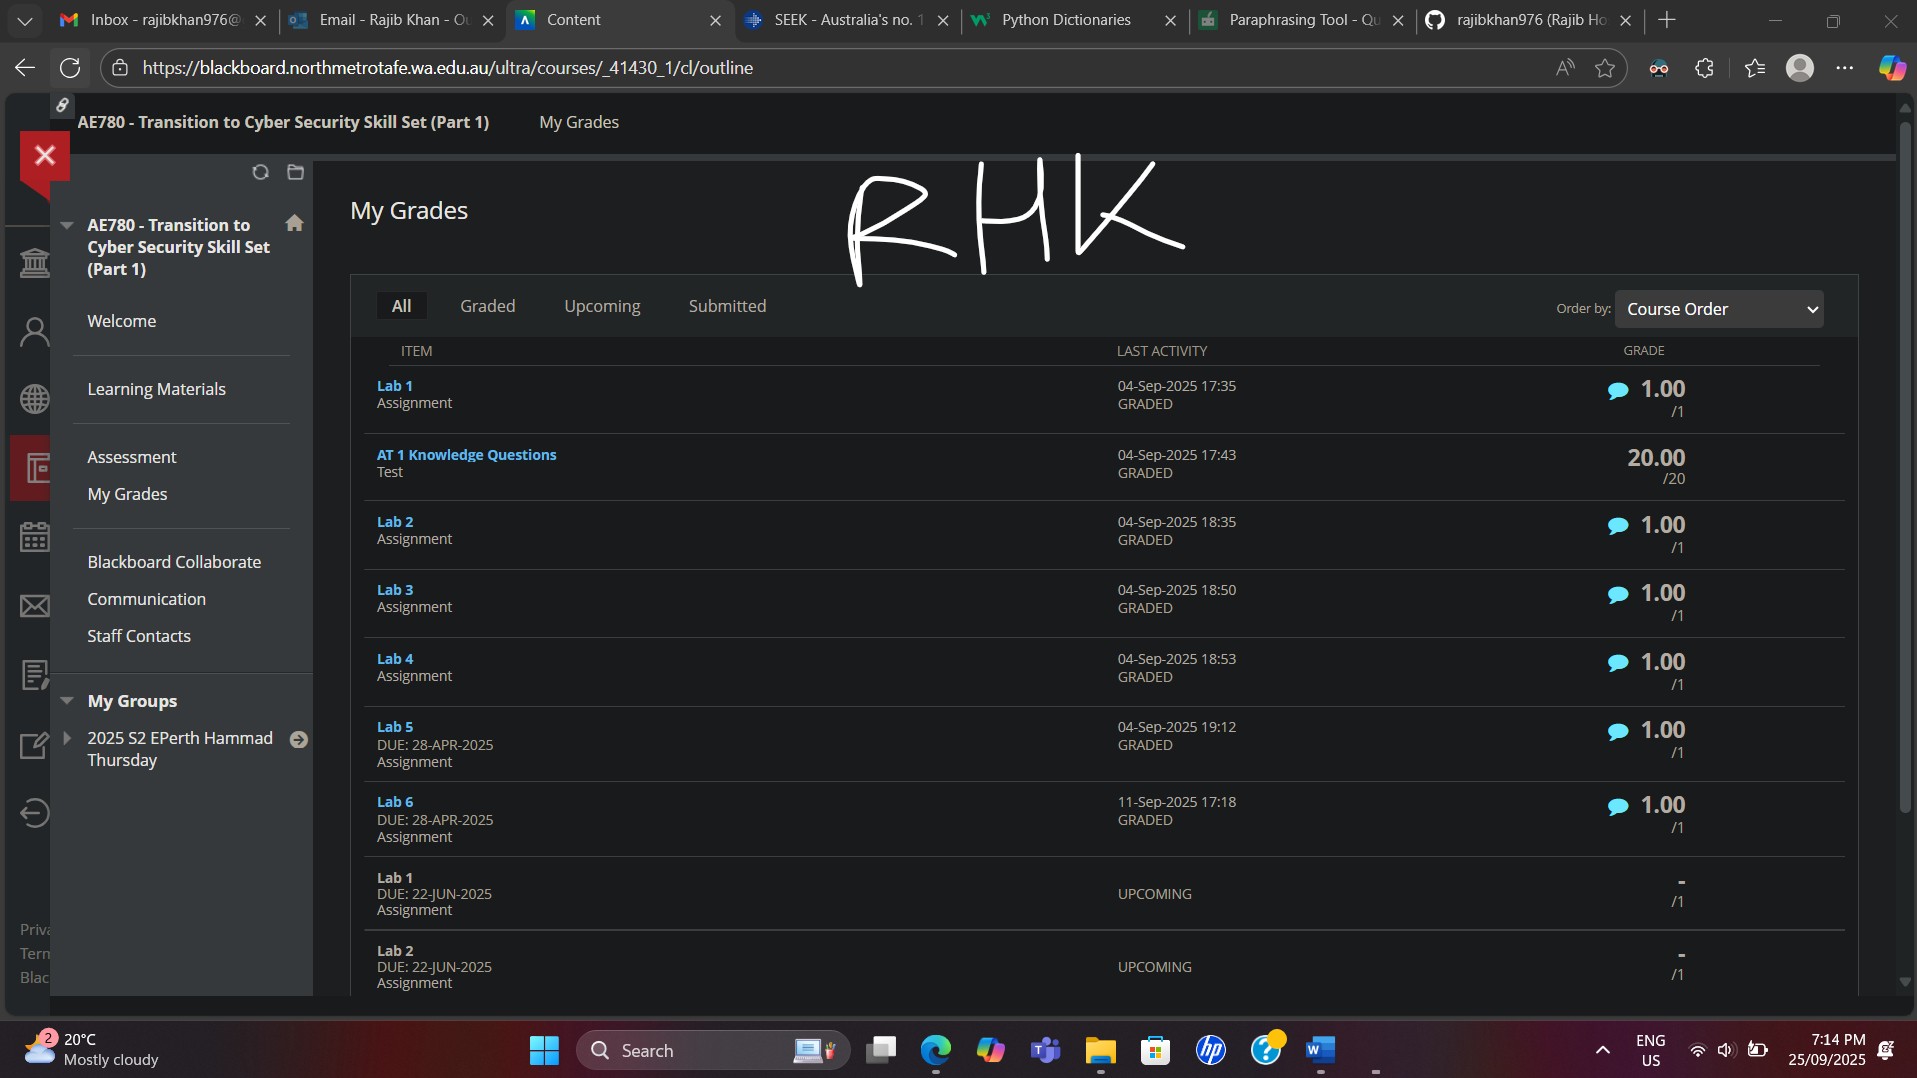 Inbox - rajibkhan976@
Email - Rajib Khan - Ou
Content
SEEK - Australia's no. 1
Python Dictionaries
Paraphrasing Tool - Qu
rajibkhan976 (Rajib Ho
https://blackboard.northmetrotafe.wa.edu.au/ultra/courses/_41430_1/cl/outline
AE780 - Transition to Cyber Security Skill Set (Part 1) My Grades
RHK
AE780 - Transition to
Cyber Security Skill Set
(Part 1)
Welcome
Learning Materials
Assessment
My Grades
Blackboard Collaborate
Communication
Staff Contacts
My Groups
2025 S2 EPerth Hammad
Thursday
Priva
Term
Blac
My Grades
All Graded Upcoming Submitted Order by: Course Order
ITEM LAST ACTIVITY GRADE
Lab 1 04-Sep-2025 17:35 1.00
Assignment GRADED /1
AT 1 Knowledge Questions 04-Sep-2025 17:43 20.00
Test GRADED /20
Lab 2 04-Sep-2025 18:35 1.00
Assignment GRADED /1
Lab 3 04-Sep-2025 18:50 1.00
Assignment GRADED /1
Lab 4 04-Sep-2025 18:53 1.00
Assignment GRADED /1
Lab 5 04-Sep-2025 19:12 1.00
DUE: 28-APR-2025 GRADED /1
Assignment
Lab 6 11-Sep-2025 17:18 1.00
DUE: 28-APR-2025 GRADED /1
Assignment
Lab 1 -
DUE: 22-JUN-2025 UPCOMING /1
Assignment
Lab 2 -
DUE: 22-JUN-2025 UPCOMING /1
Assignment
2 20°C
Mostly cloudy
Search
ENG
US
7:14 PM
25/09/2025